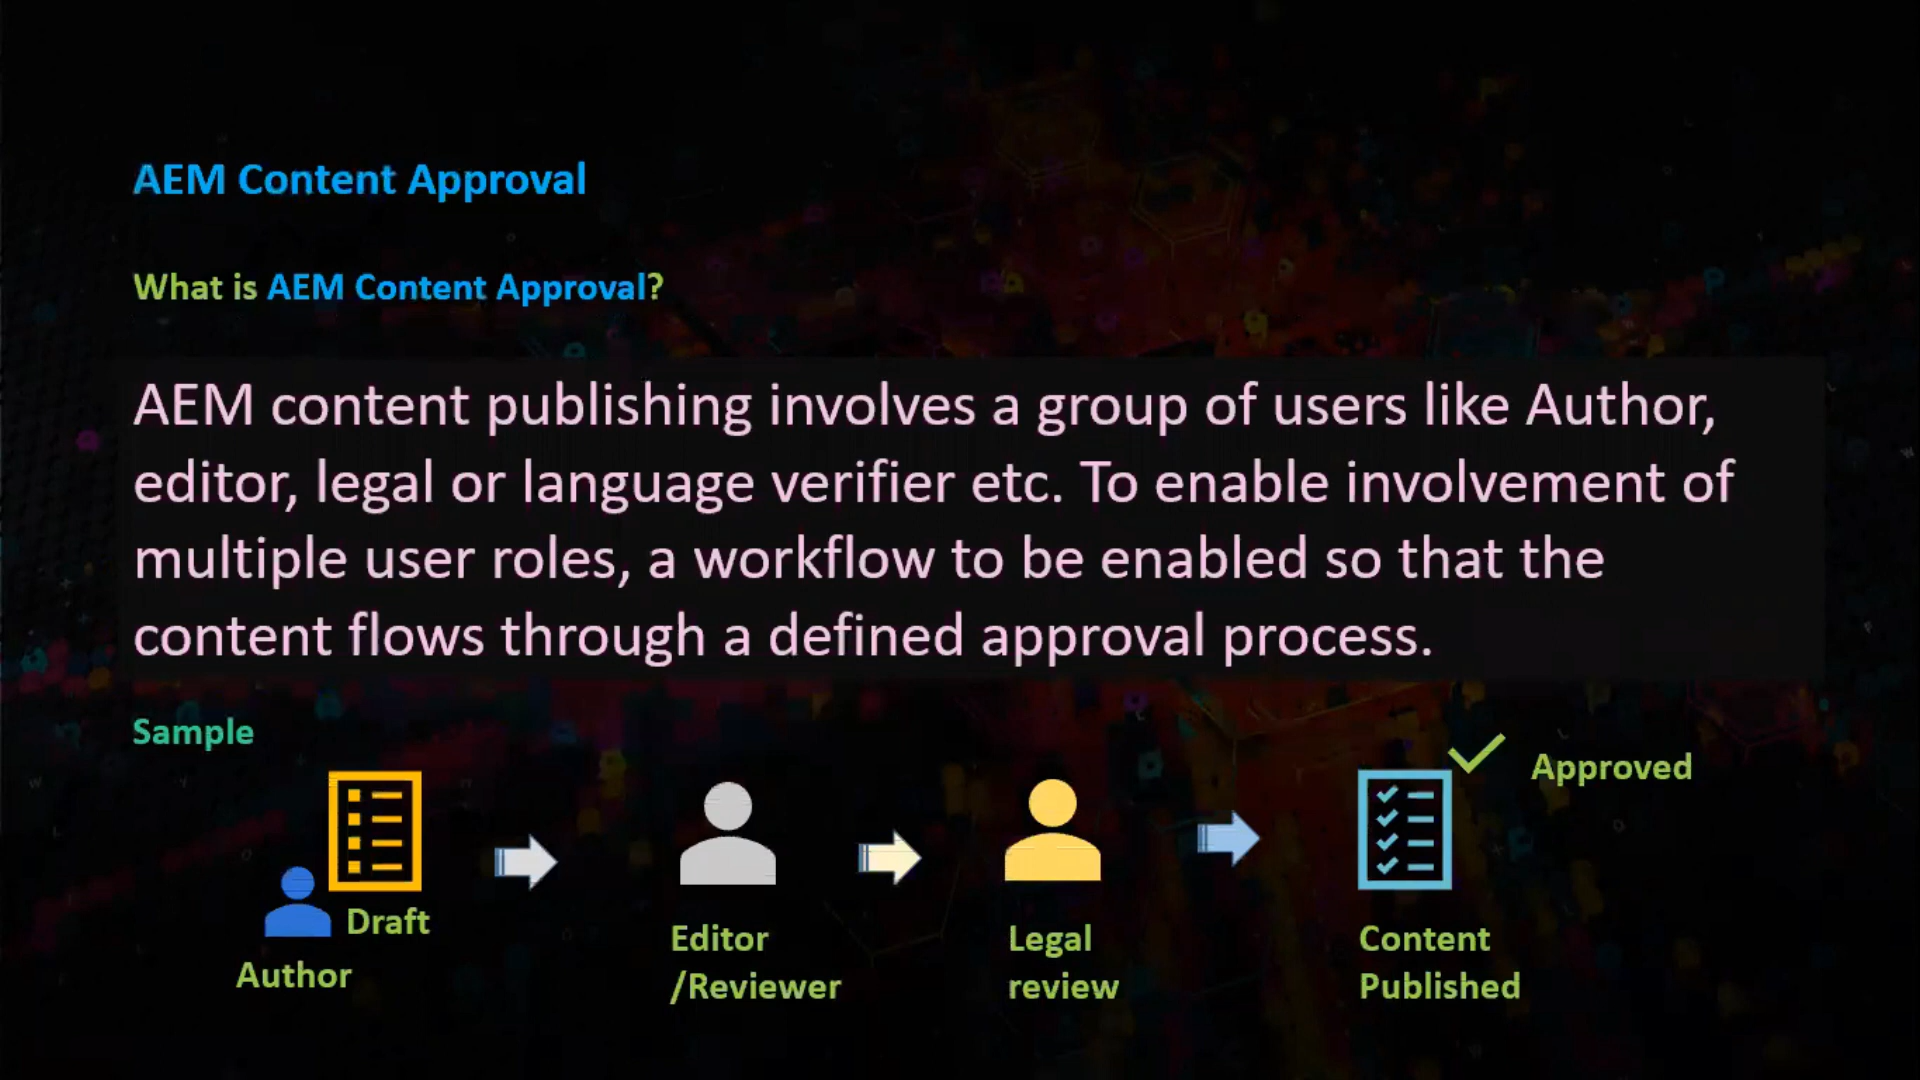 AEM Content Approval
What is AEM Content Approval?
AEM content publishing involves a group of users like Author,
editor, legal or language verifier etc. To enable involvement of
multiple user roles, a workflow to be enabled so that the
content flows through a defined approval process.
Sample
Approved
Draft
Author
Editor
/Reviewer
Legal
review
Content
Published